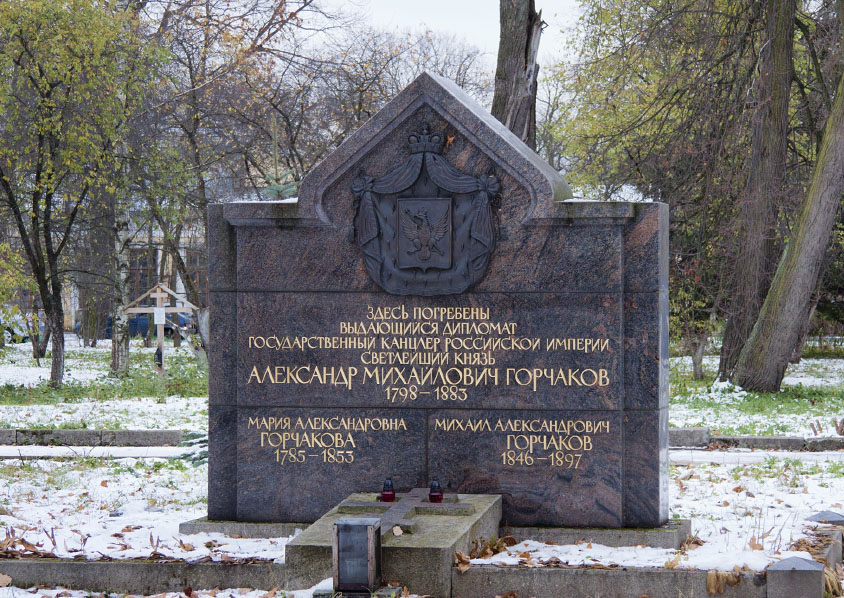 ЗДЕСЬ ПОГРЕБЕНЫ
ВЫДАЮЩИЙСЯ ДИПЛОМАТ
ГОСУДАРСТВЕННЫЙ КАНЦЛЕР РОССИЙСКОЙ ИМПЕРИИ
СВЕТЛЕЙШИЙ КНЯЗЬ
АЛЕКСАНДР МИХАЙЛОВИЧ ГОРЧАКОВ
1798–1883
МАРИЯ АЛЕКСАНДРОВНА
ГОРЧАКОВА
1785–1853
МИХАИЛ АЛЕКСАНДРОВИЧ
ГОРЧАКОВ
1846–1897